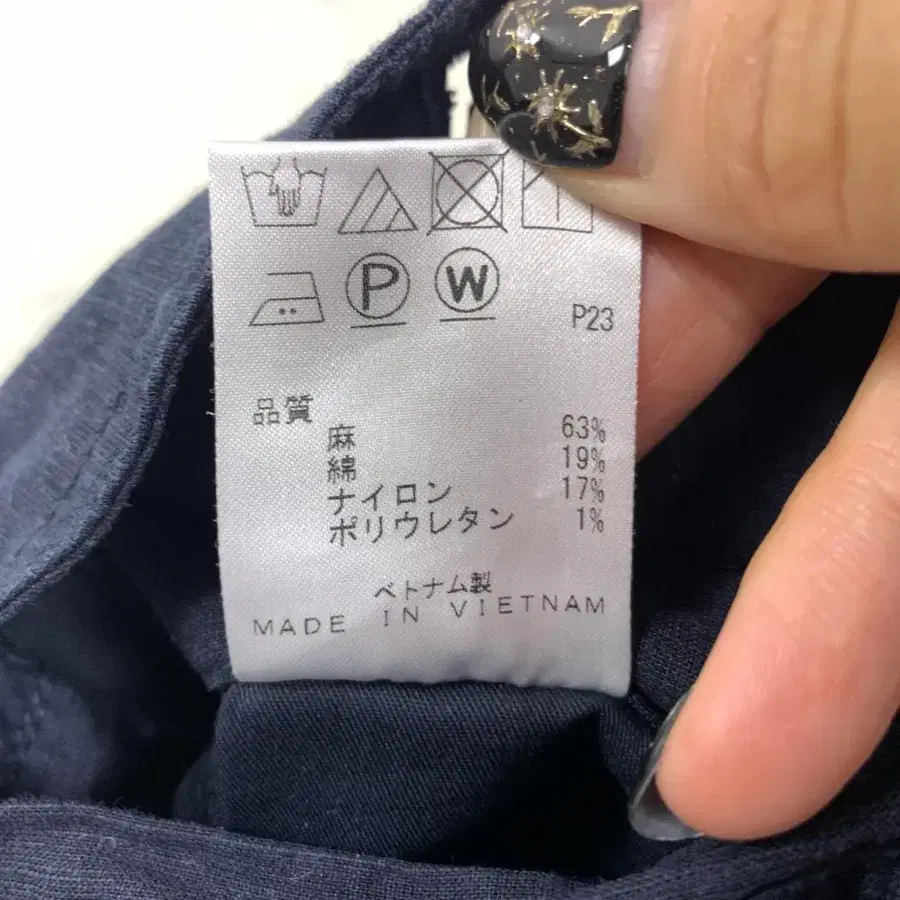 P W
P23
品質
麻 63%
綿 19%
ナイロン 17%
ポリウレタン 1%
ベトナム製
MADE IN VIETNAM